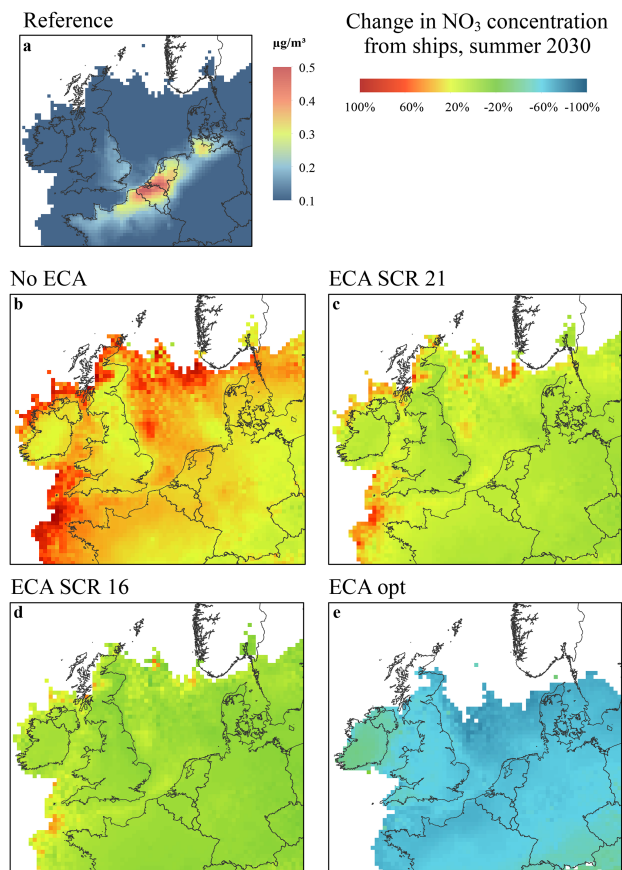 Reference
Change in NO₃ concentration
from ships, summer 2030
a
µg/m³
0.5
0.4
0.3
0.2
0.1
100% 60% 20% -20% -60% -100%
No ECA
ECA SCR 21
b
c
ECA SCR 16
ECA opt
d
e